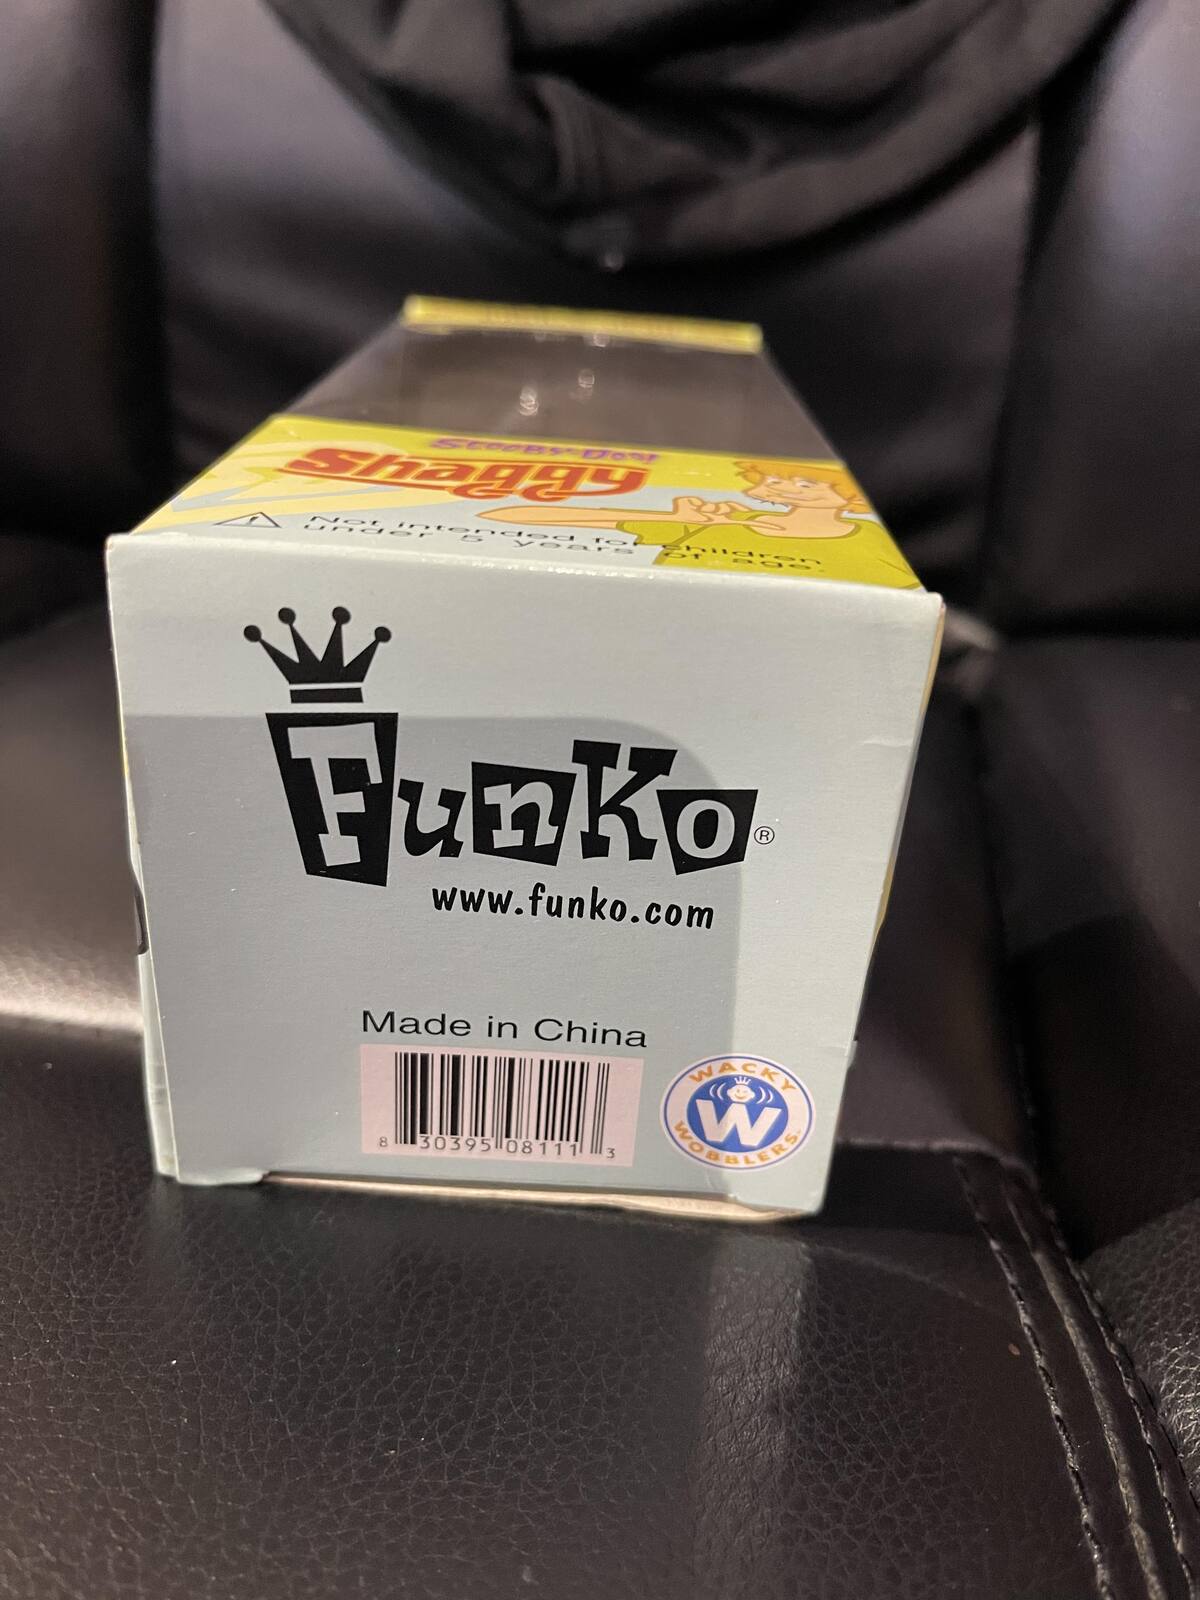 SCOOBY-DOO!
Shaggy
Not intended for children
under 5 years of age.
Funko®
www.funko.com
Made in China
8 30395 08111 3
WACKY
W
WOBBLERS.